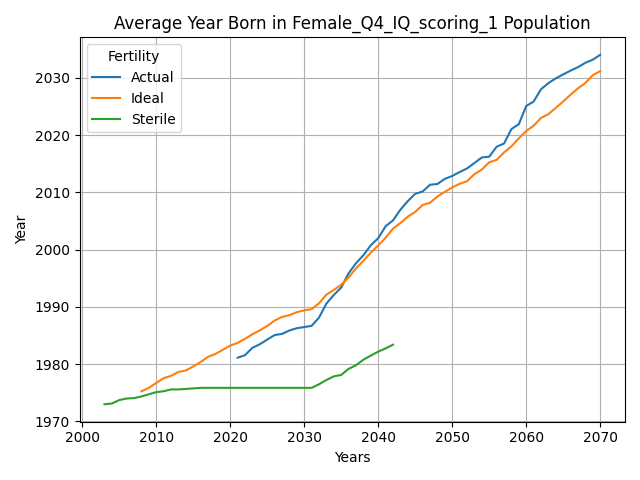 Average Year Born in Female_Q4_IQ_scoring_1 Population
Fertility
Actual
Ideal
Sterile
Year
2030
2020
2010
2000
1990
1980
1970
2000 2010 2020 2030 2040 2050 2060 2070
Years